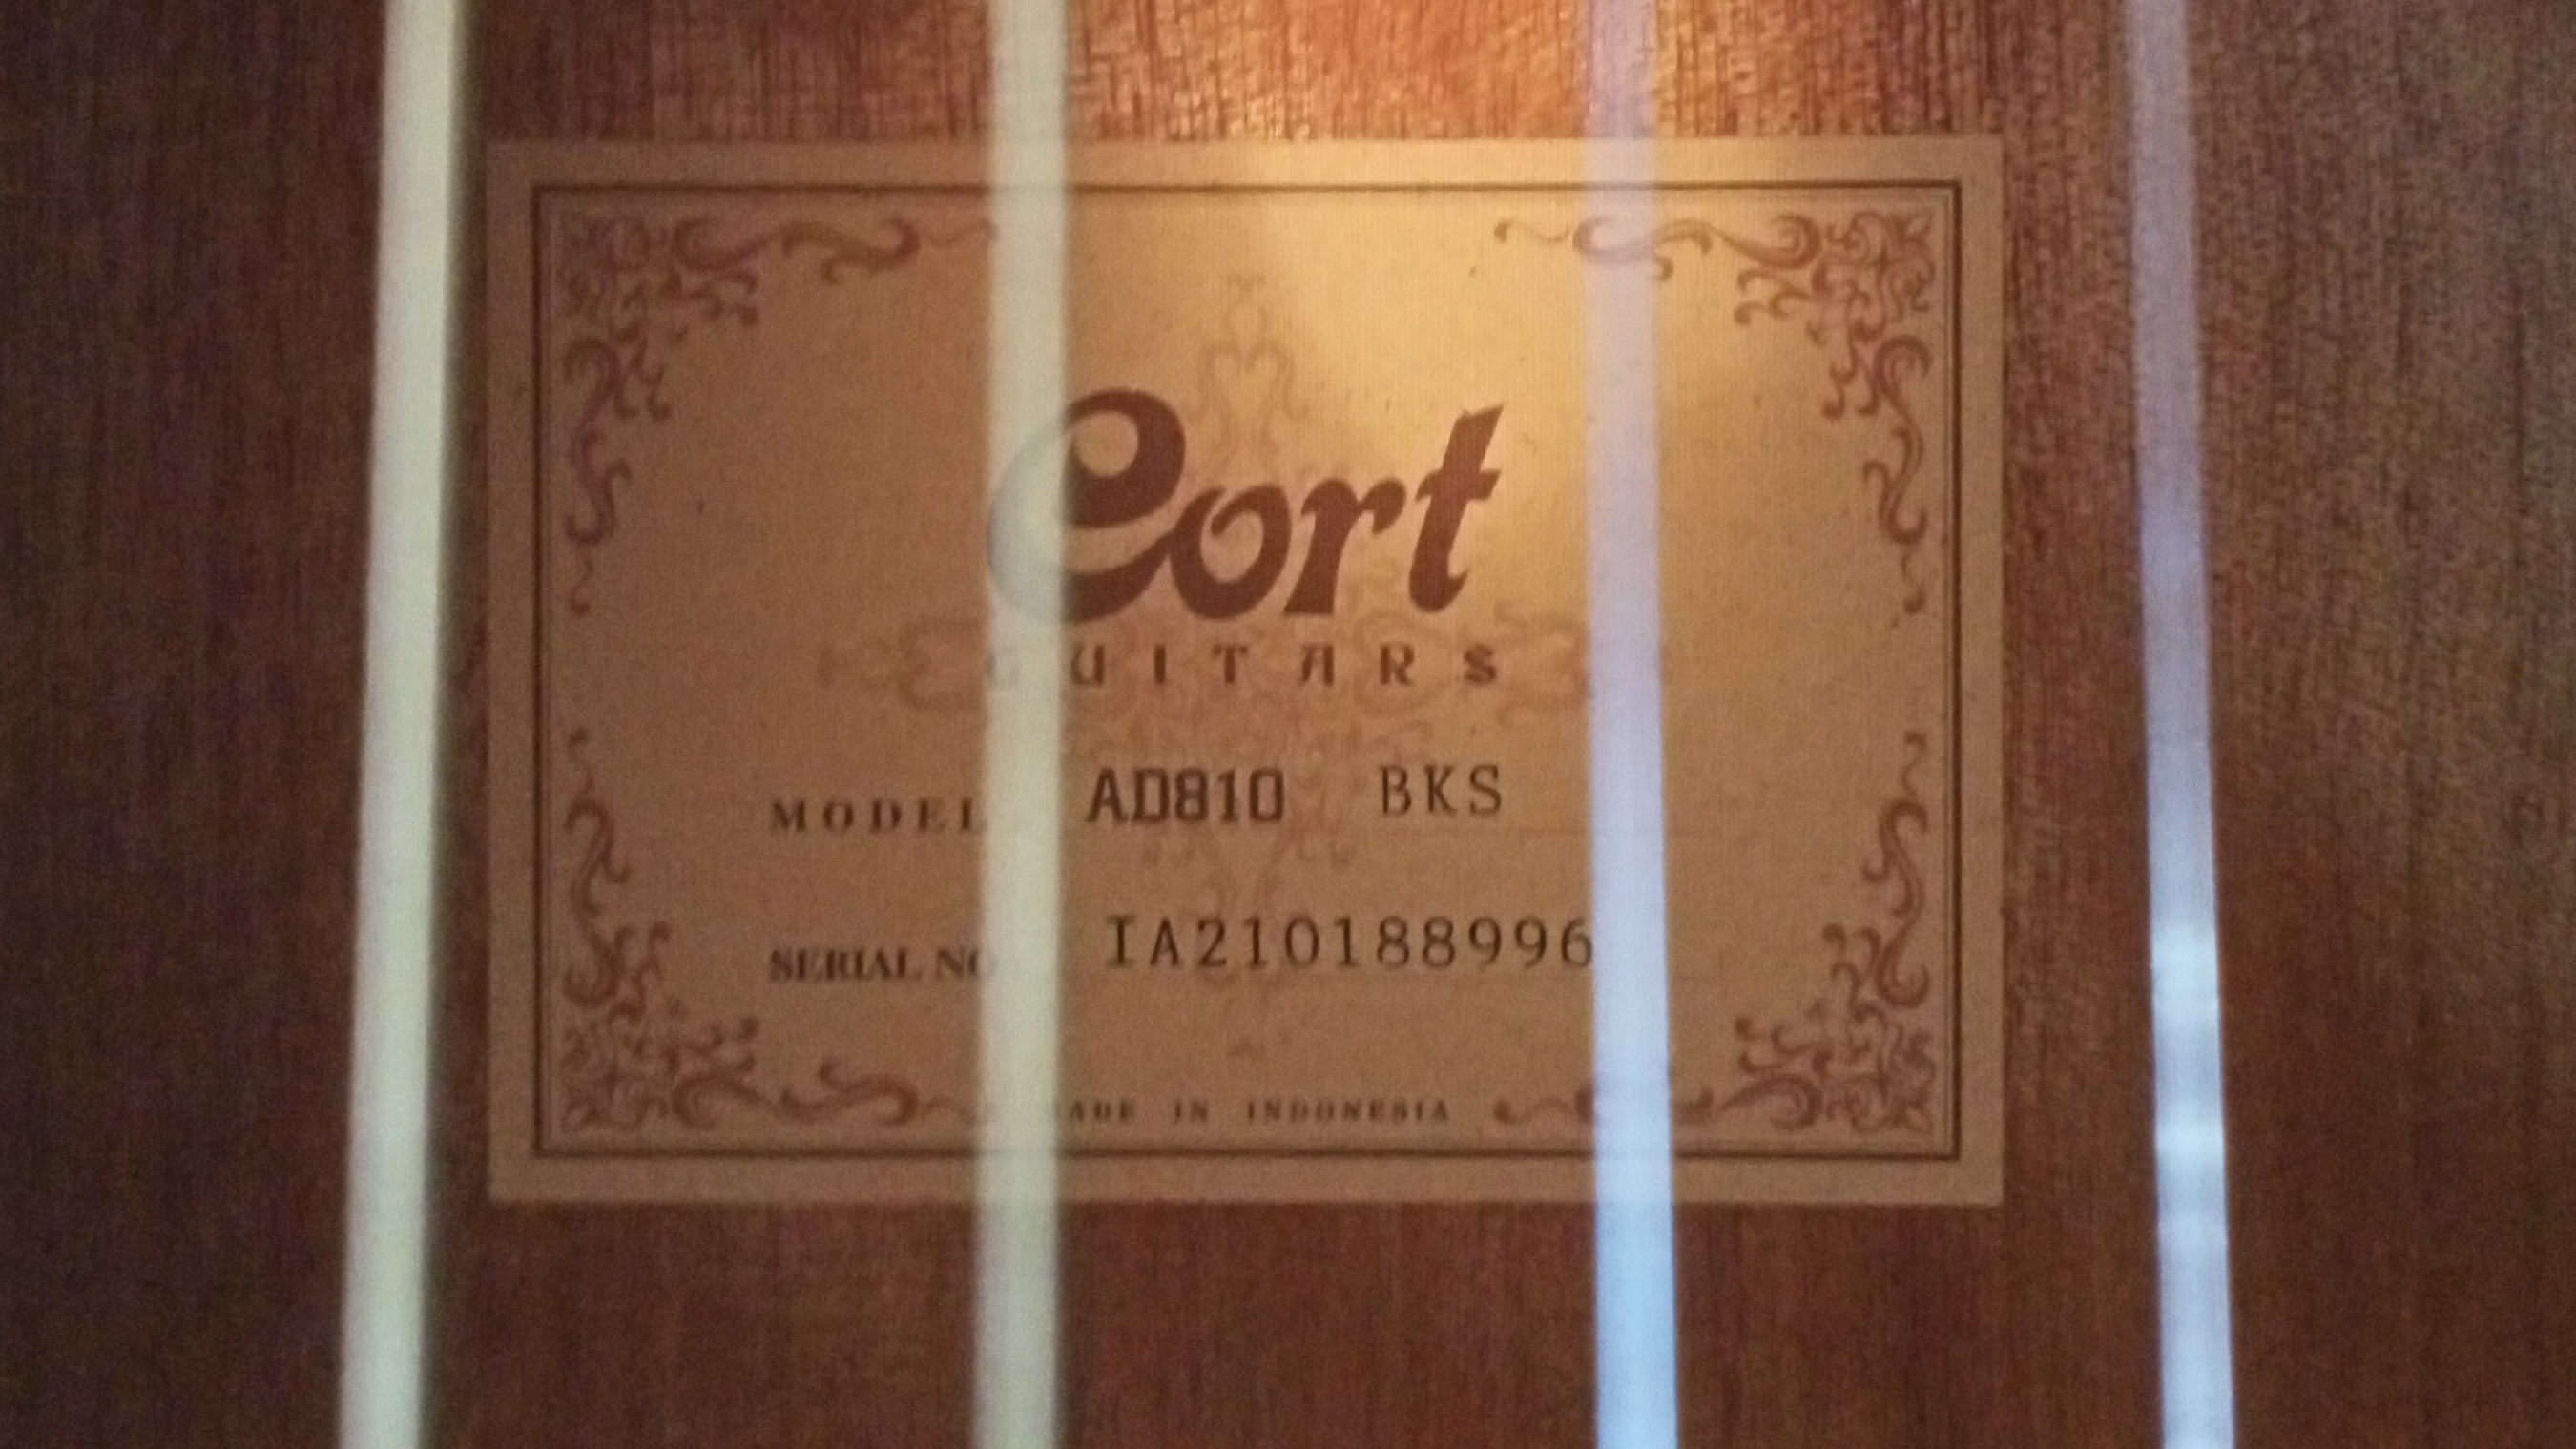 Cort
GUITARS
MODEL AD810 BKS
SERIAL NO IA210188996
MADE IN INDONESIA